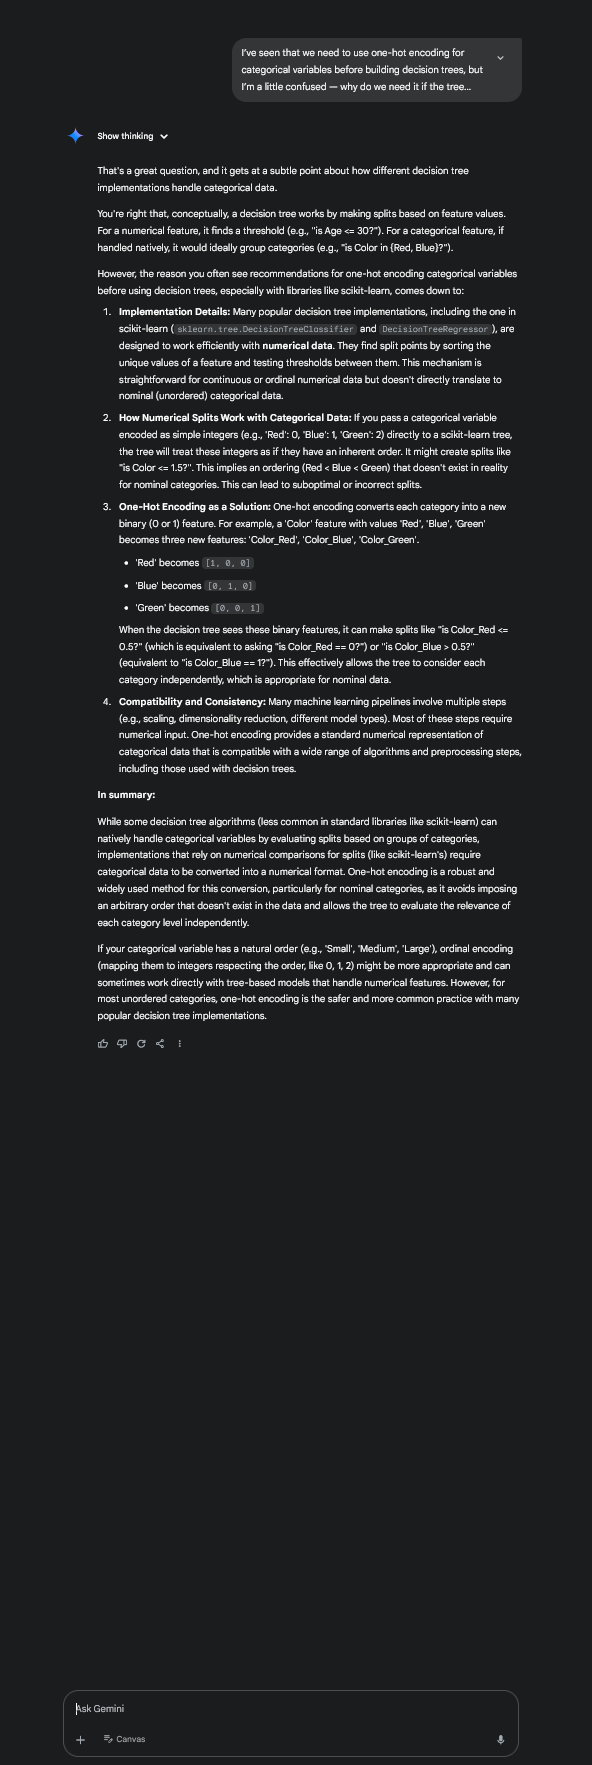 I've seen that we need to use one-hot encoding for
categorical variables before building decision trees, but
I'm a little confused — why do we need it if the tree...
Show thinking
That's a great question, and it gets at a subtle point about how different decision tree
implementations handle categorical data.
You're right that, conceptually, a decision tree works by making splits based on feature values.
For a numerical feature, it finds a threshold (e.g., "is Age <= 30?"). For a categorical feature, if
handled natively, it would ideally group categories (e.g., "is Color in {Red, Blue}?").
However, the reason you often see recommendations for one-hot encoding categorical variables
before using decision trees, especially with libraries like scikit-learn, comes down to:
1. Implementation Details: Many popular decision tree implementations, including the one in
scikit-learn (sklearn.tree.DecisionTreeClassifier and DecisionTreeRegressor), are
designed to work efficiently with numerical data. They find split points by sorting the
unique values of a feature and testing thresholds between them. This mechanism is
straightforward for continuous or ordinal numerical data but doesn't directly translate to
nominal (unordered) categorical data.
2. How Numerical Splits Work with Categorical Data: If you pass a categorical variable
encoded as simple integers (e.g., 'Red': 0, 'Blue': 1, 'Green': 2) directly to a scikit-learn tree,
the tree will treat these integers as if they have an inherent order. It might create splits like
"is Color <= 1.5?". This implies an ordering (Red < Blue < Green) that doesn't exist in reality
for nominal categories. This can lead to suboptimal or incorrect splits.
3. One-Hot Encoding as a Solution: One-hot encoding converts each category into a new
binary (0 or 1) feature. For example, a 'Color' feature with values 'Red', 'Blue', 'Green'
becomes three new features: 'Color_Red', 'Color_Blue', 'Color_Green'.
• 'Red' becomes [1, 0, 0]
• 'Blue' becomes [0, 1, 0]
• 'Green' becomes [0, 0, 1]
When the decision tree sees these binary features, it can make splits like "is Color_Red <=
0.5?" (which is equivalent to asking "is Color_Red == 0?") or "is Color_Blue > 0.5?"
(equivalent to "is Color_Blue == 1?"). This effectively allows the tree to consider each
category independently, which is appropriate for nominal data.
4. Compatibility and Consistency: Many machine learning pipelines involve multiple steps
(e.g., scaling, dimensionality reduction, different model types). Most of these steps require
numerical input. One-hot encoding provides a standard numerical representation of
categorical data that is compatible with a wide range of algorithms and preprocessing steps,
including those used with decision trees.
In summary:
While some decision tree algorithms (less common in standard libraries like scikit-learn) can
natively handle categorical variables by evaluating splits based on groups of categories,
implementations that rely on numerical comparisons for splits (like scikit-learn's) require
categorical data to be converted into a numerical format. One-hot encoding is a robust and
widely used method for this conversion, particularly for nominal categories, as it avoids imposing
an arbitrary order that doesn't exist in the data and allows the tree to evaluate the relevance of
each category level independently.
If your categorical variable has a natural order (e.g., 'Small', 'Medium', 'Large'), ordinal encoding
(mapping them to integers respecting the order, like 0, 1, 2) might be more appropriate and can
sometimes work directly with tree-based models that handle numerical features. However, for
most unordered categories, one-hot encoding is the safer and more common practice with many
popular decision tree implementations.
Ask Gemini
Canvas